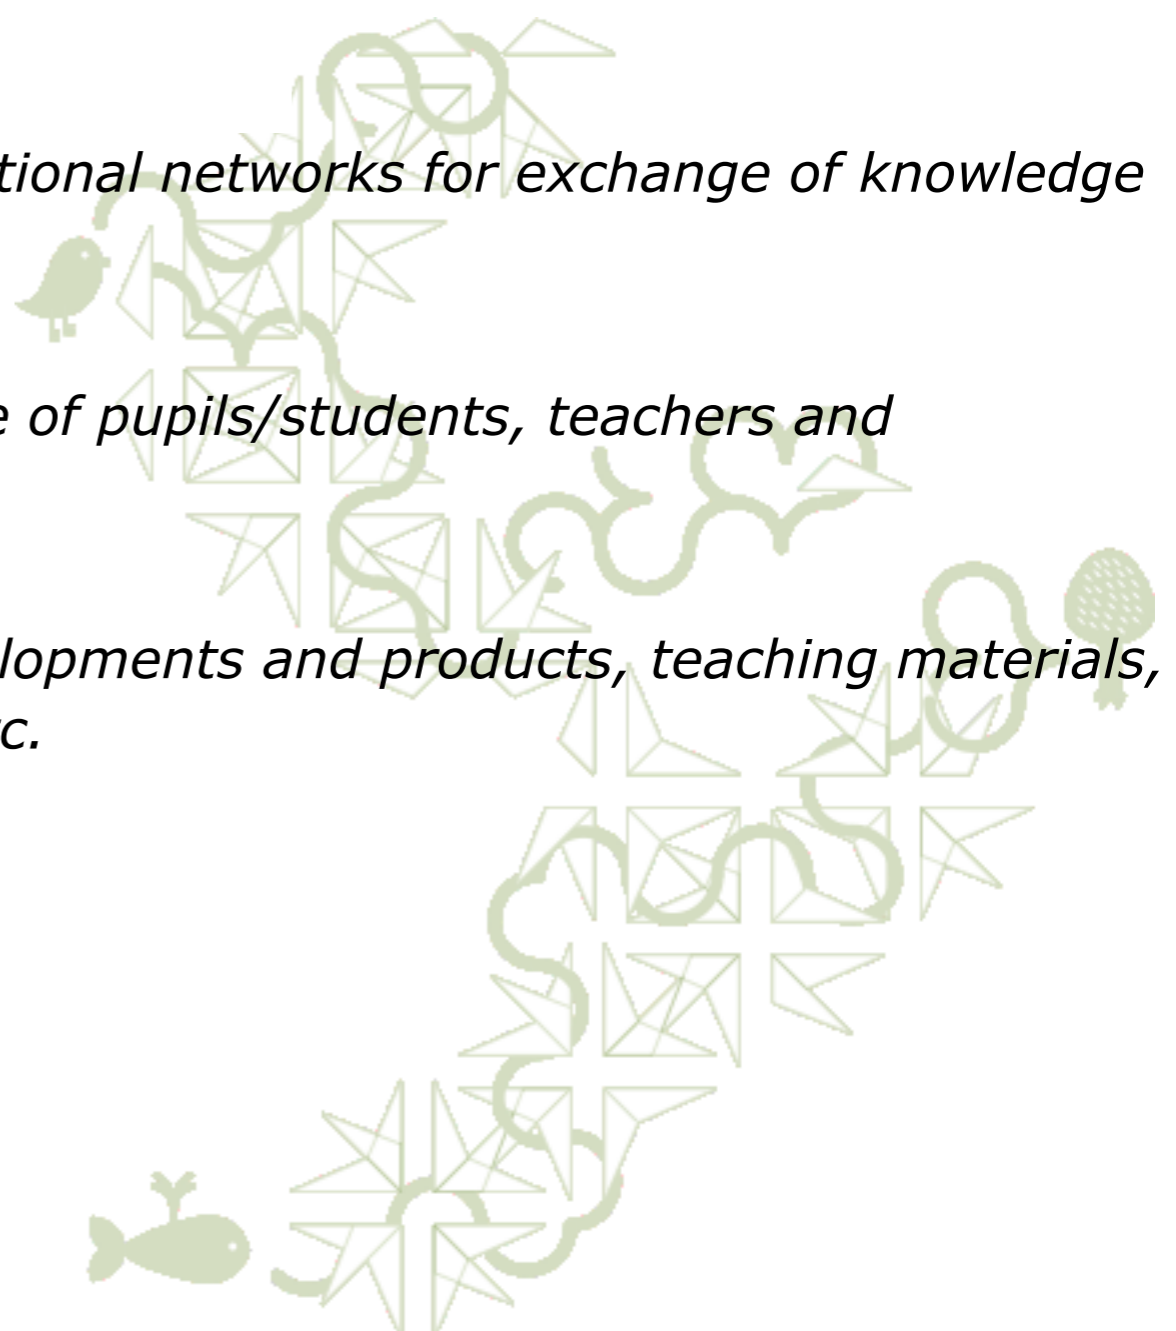 tional networks for exchange of knowledge
e of pupils/students, teachers and
lopments and products, teaching materials,
c.